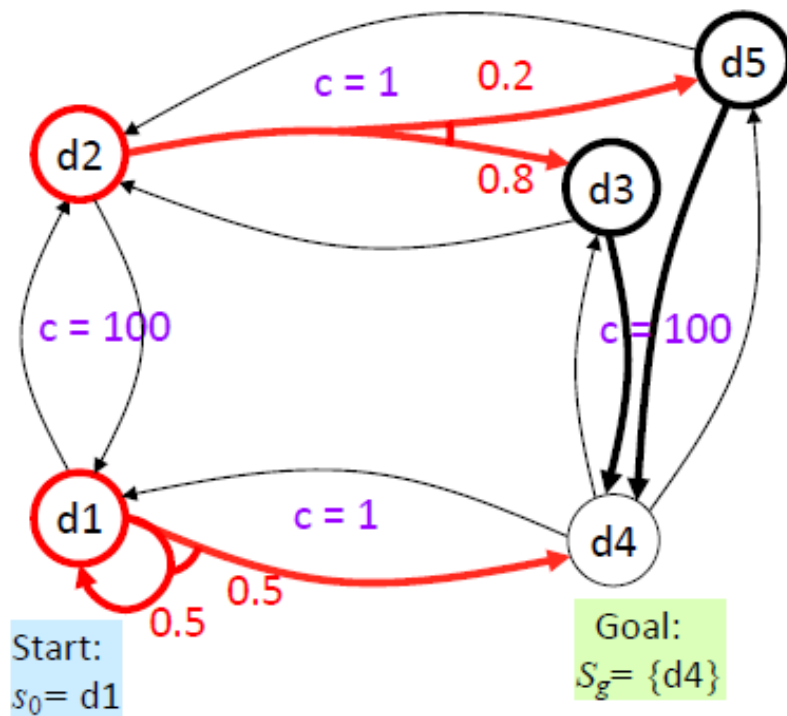 d5
c = 1
0.2
d2
0.8
d3
c = 100
c = 100
d1
c = 1
d4
0.5
0.5
Start:
s₀= d1
Goal:
S_g= {d4}